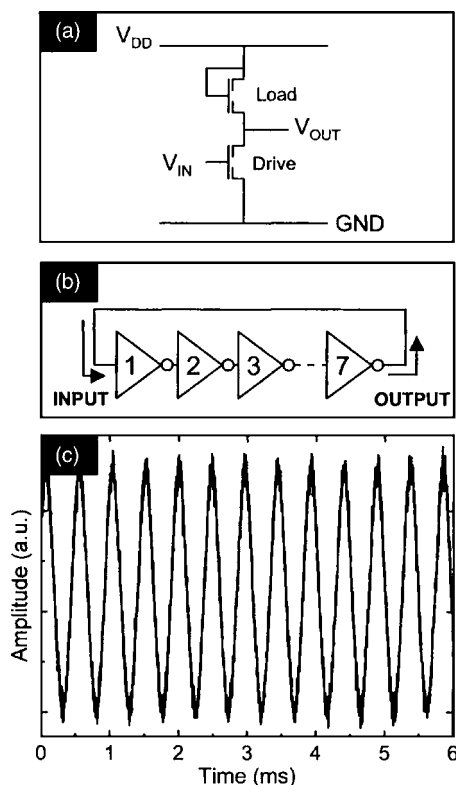 (a)
V_DD
Load
V_OUT
V_IN
Drive
GND
(b)
1 2 3 7
INPUT OUTPUT
(c)
Amplitude (a.u.)
0 1 2 3 4 5 6
Time (ms)